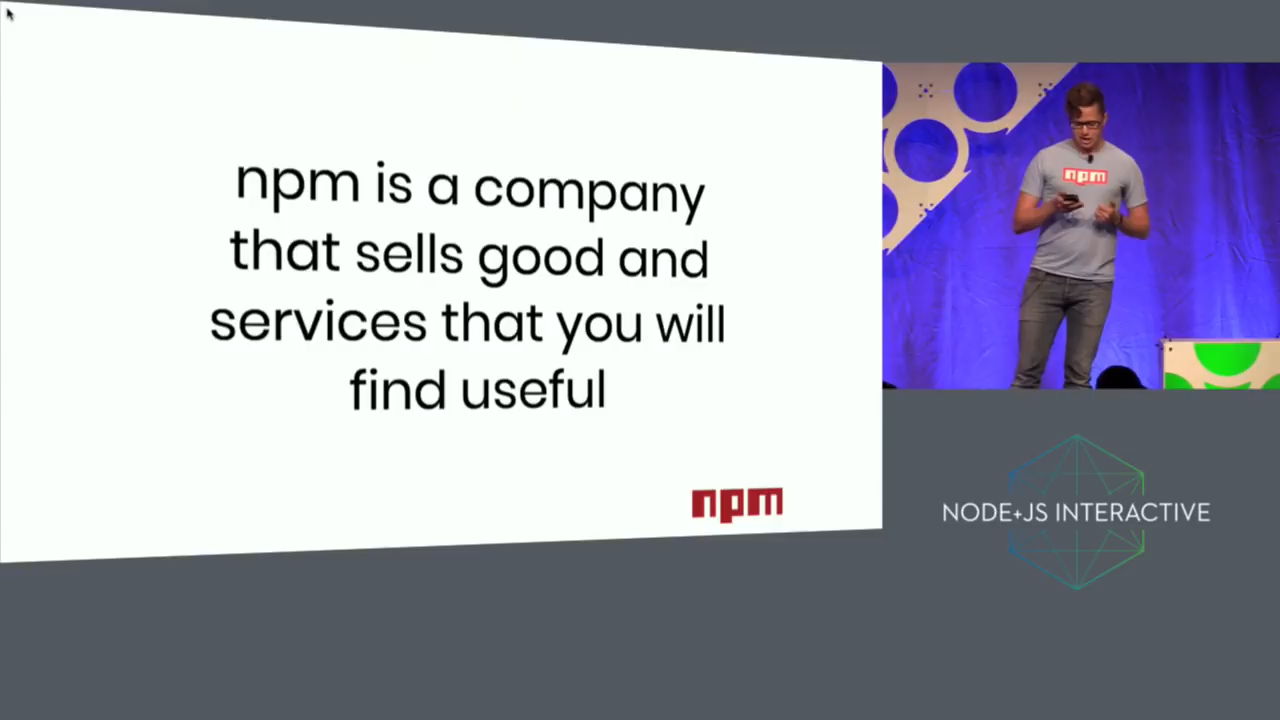 npm is a company
that sells good and
services that you will
find useful
npm
npm
NODE+JS INTERACTIVE